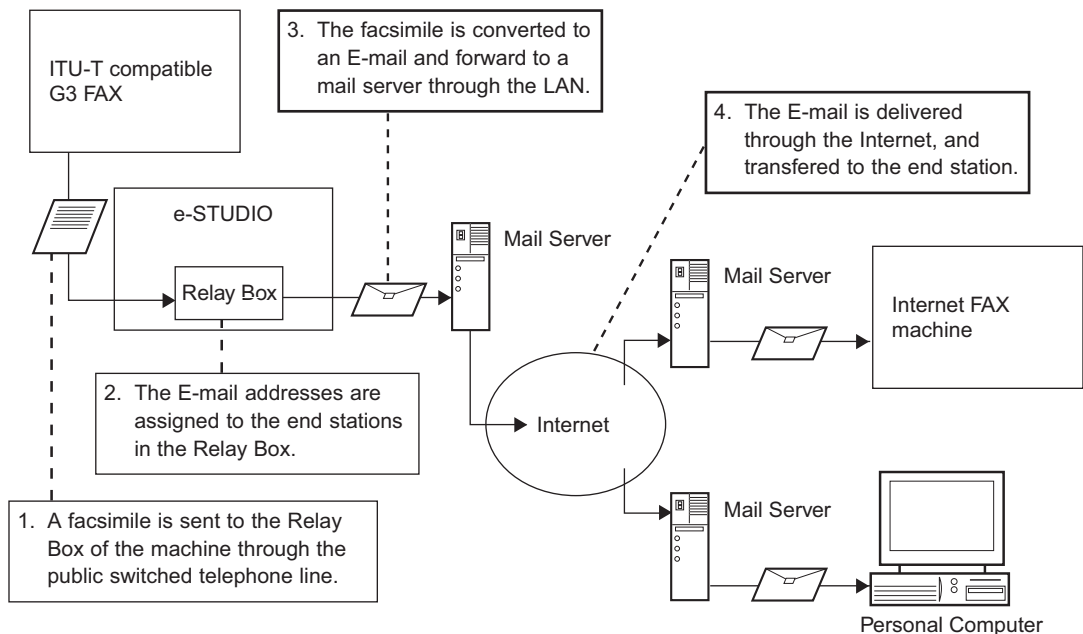 ITU-T compatible
G3 FAX
3. The facsimile is converted to
an E-mail and forward to a
mail server through the LAN.
4. The E-mail is delivered
through the Internet, and
transfered to the end station.
e-STUDIO
Relay Box
Mail Server
Mail Server
Internet FAX
machine
2. The E-mail addresses are
assigned to the end stations
in the Relay Box.
Internet
1. A facsimile is sent to the Relay
Box of the machine through the
public switched telephone line.
Mail Server
Personal Computer